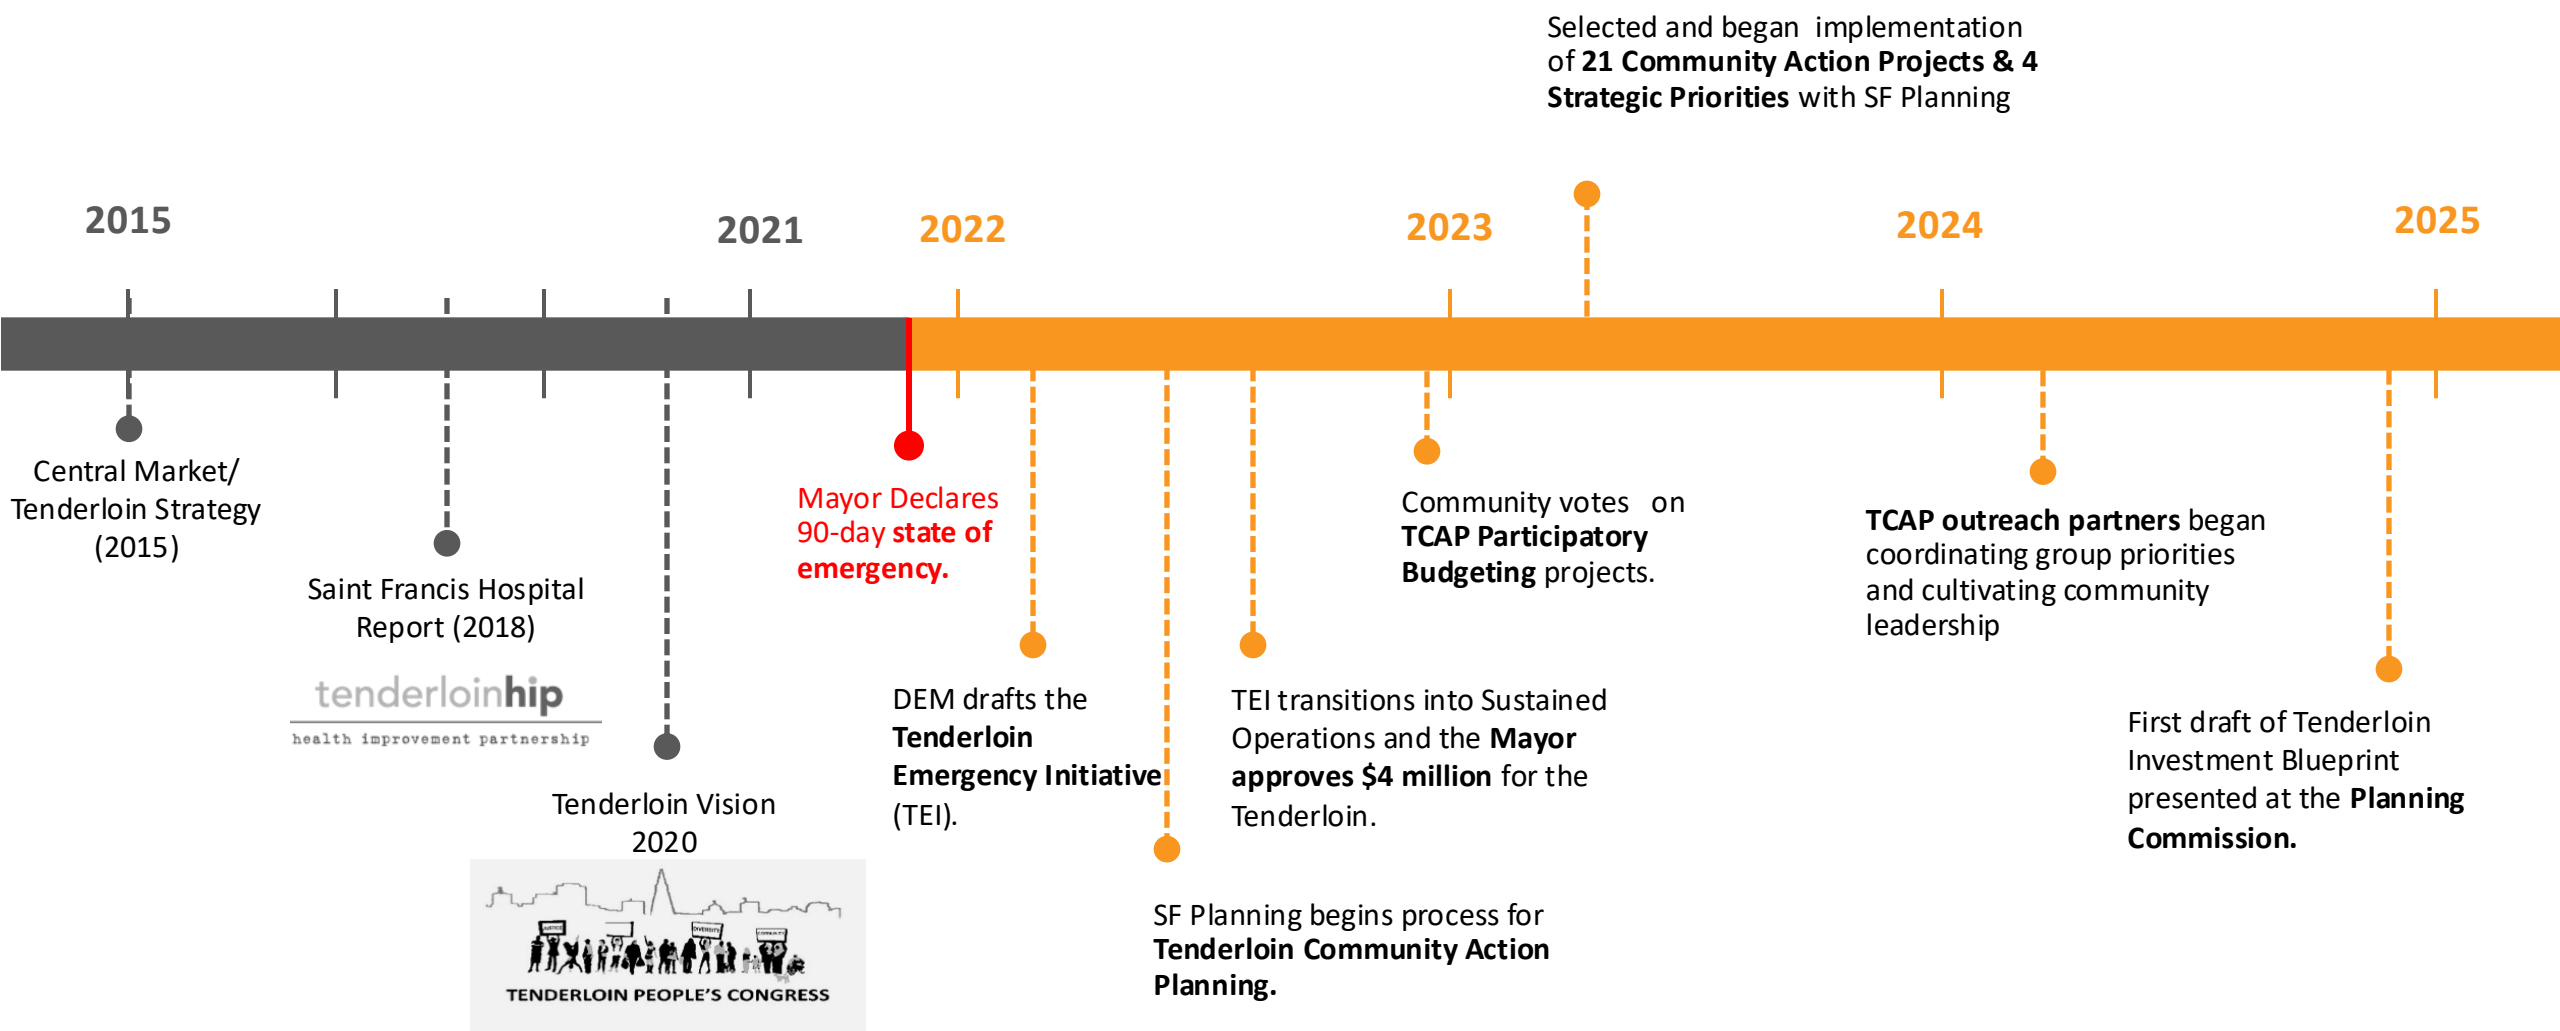 Selected and began implementation
of 21 Community Action Projects & 4
Strategic Priorities with SF Planning
2015
2021
2022
2023
2024
2025
Central Market/
Tenderloin Strategy
(2015)
Saint Francis Hospital
Report (2018)
tenderloinhip
health improvement partnership
Tenderloin Vision
2020
JUSTICE
DIVERSITY
COMMUNITY
TENDERLOIN PEOPLE'S CONGRESS
Mayor Declares
90-day state of
emergency.
DEM drafts the
Tenderloin
Emergency Initiative
(TEI).
SF Planning begins process for
Tenderloin Community Action
Planning.
TEI transitions into Sustained
Operations and the Mayor
approves $4 million for the
Tenderloin.
Community votes on
TCAP Participatory
Budgeting projects.
TCAP outreach partners began
coordinating group priorities
and cultivating community
leadership
First draft of Tenderloin
Investment Blueprint
presented at the Planning
Commission.